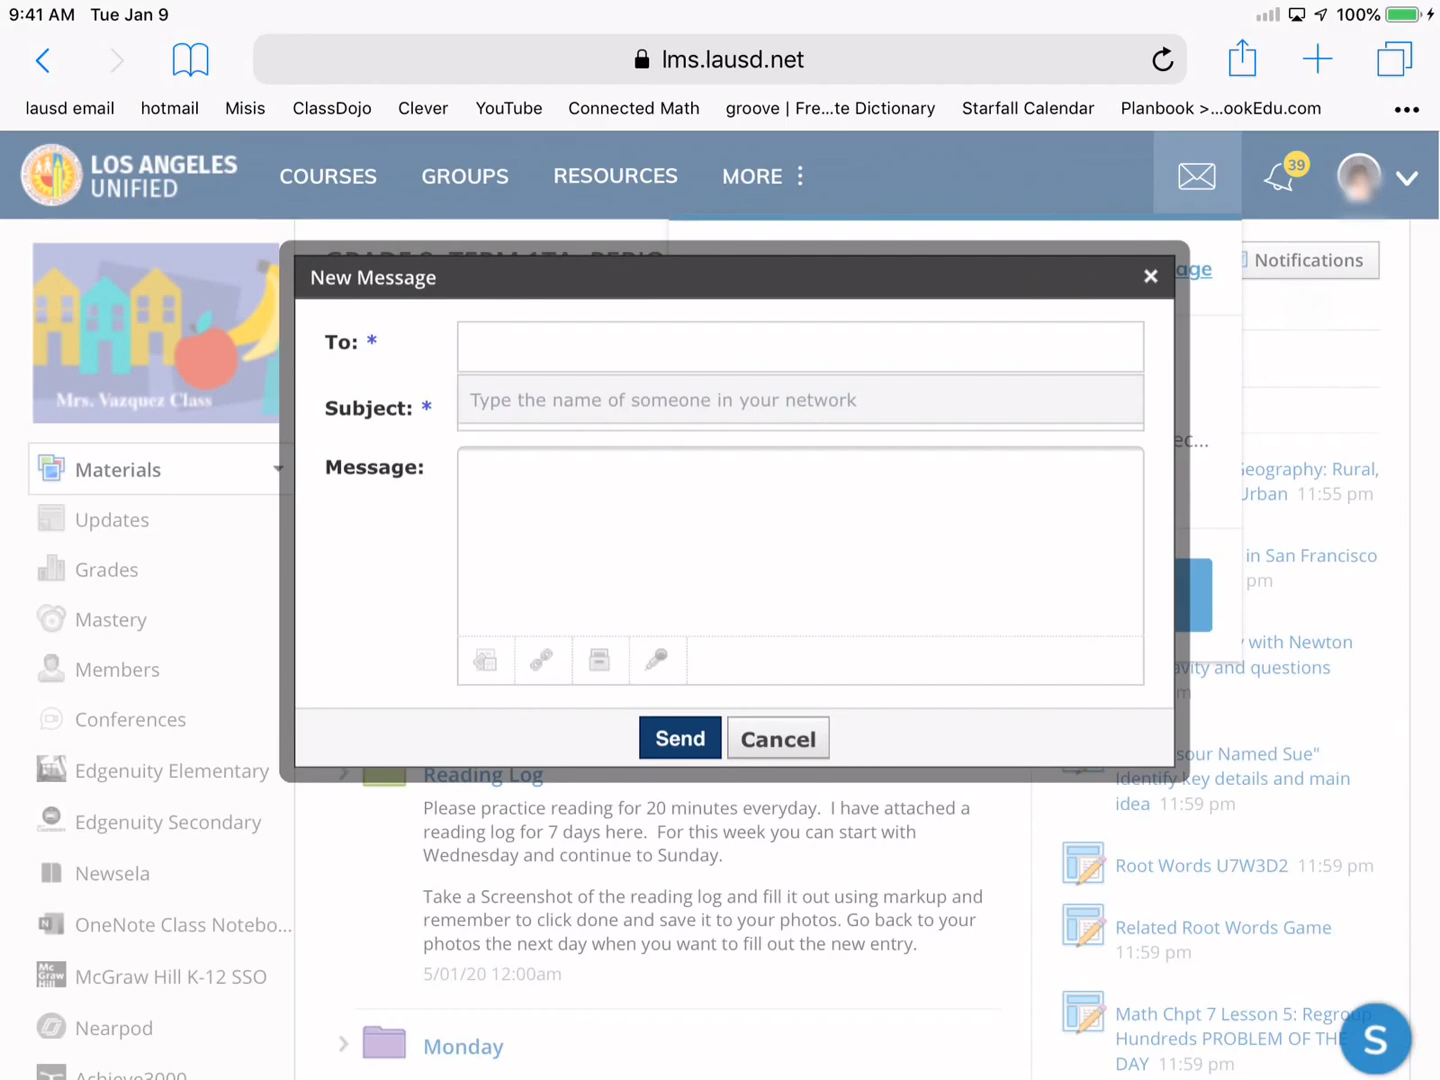 9:41 AM Tue Jan 9
100%
lms.lausd.net
lausd email hotmail Misis ClassDojo Clever YouTube Connected Math groove | Fre...te Dictionary Starfall Calendar Planbook >...ookEdu.com
LOS ANGELES
UNIFIED
COURSES GROUPS RESOURCES MORE
39
Mrs. Vazquez Class
Materials
Updates
Grades
Mastery
Members
Conferences
Edgenuity Elementary
Edgenuity Secondary
Newsela
OneNote Class Notebo...
McGraw Hill K-12 SSO
Nearpod
Achieve3000
New Message
To: *
Subject: *
Type the name of someone in your network
Message:
Send Cancel
Reading Log
Please practice reading for 20 minutes everyday. I have attached a
reading log for 7 days here. For this week you can start with
Wednesday and continue to Sunday.
Take a Screenshot of the reading log and fill it out using markup and
remember to click done and save it to your photos. Go back to your
photos the next day when you want to fill out the new entry.
5/01/20 12:00am
Monday
age
Notifications
ec...
Geography: Rural,
Urban 11:55 pm
in San Francisco
pm
y with Newton
avity and questions
sour Named Sue"
Identify key details and main
idea 11:59 pm
Root Words U7W3D2 11:59 pm
Related Root Words Game
11:59 pm
Math Chpt 7 Lesson 5: Regroup
Hundreds PROBLEM OF THE
DAY 11:59 pm
S